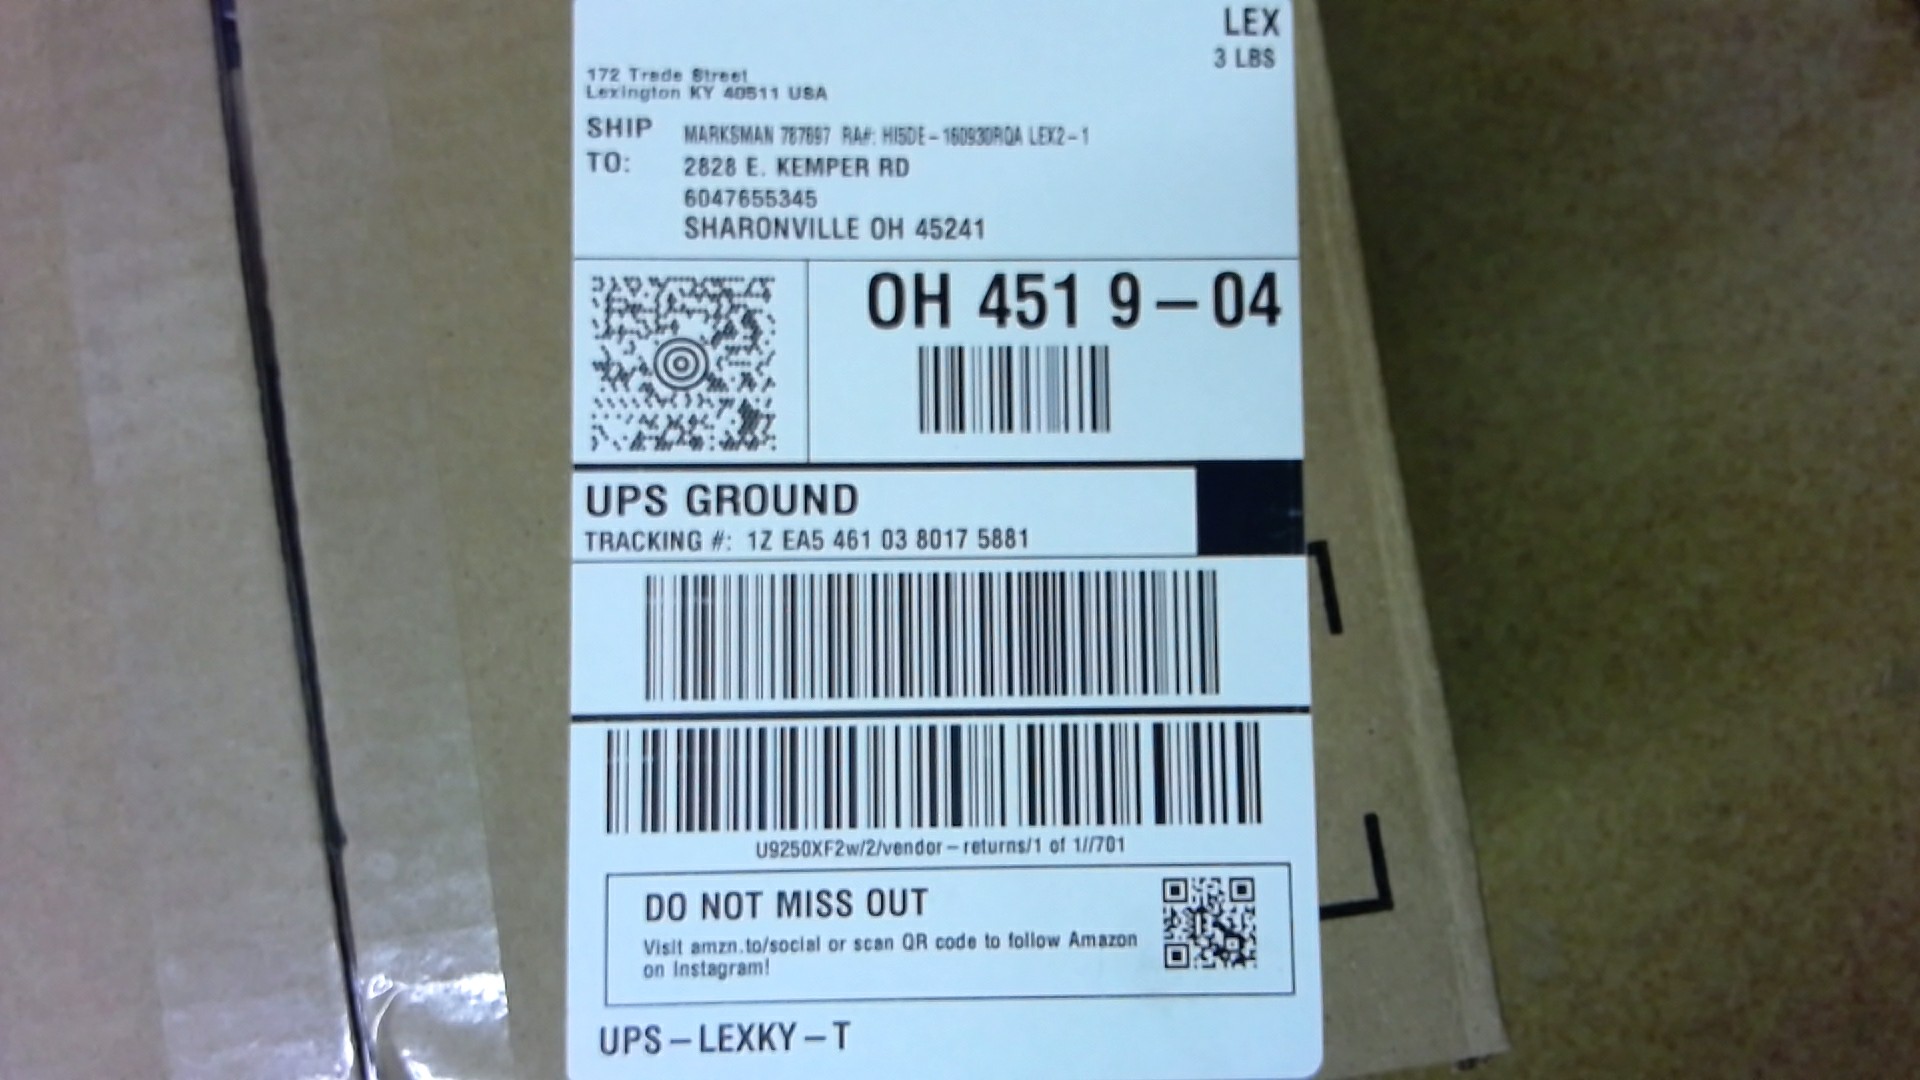 LEX
3 LBS
172 Trade Street
Lexington KY 40511 USA
SHIP TO:
MARKSMAN 787697 RA#: HI5DE-160930RQA LEX2-1
2828 E. KEMPER RD
6047655345
SHARONVILLE OH 45241
OH 451 9-04
UPS GROUND
TRACKING #: 1Z EA5 461 03 8017 5881
U9250XF2w/2/vendor-returns/1 of 1//701
DO NOT MISS OUT
Visit amzn.to/social or scan QR code to follow Amazon
on Instagram!
UPS-LEXKY-T